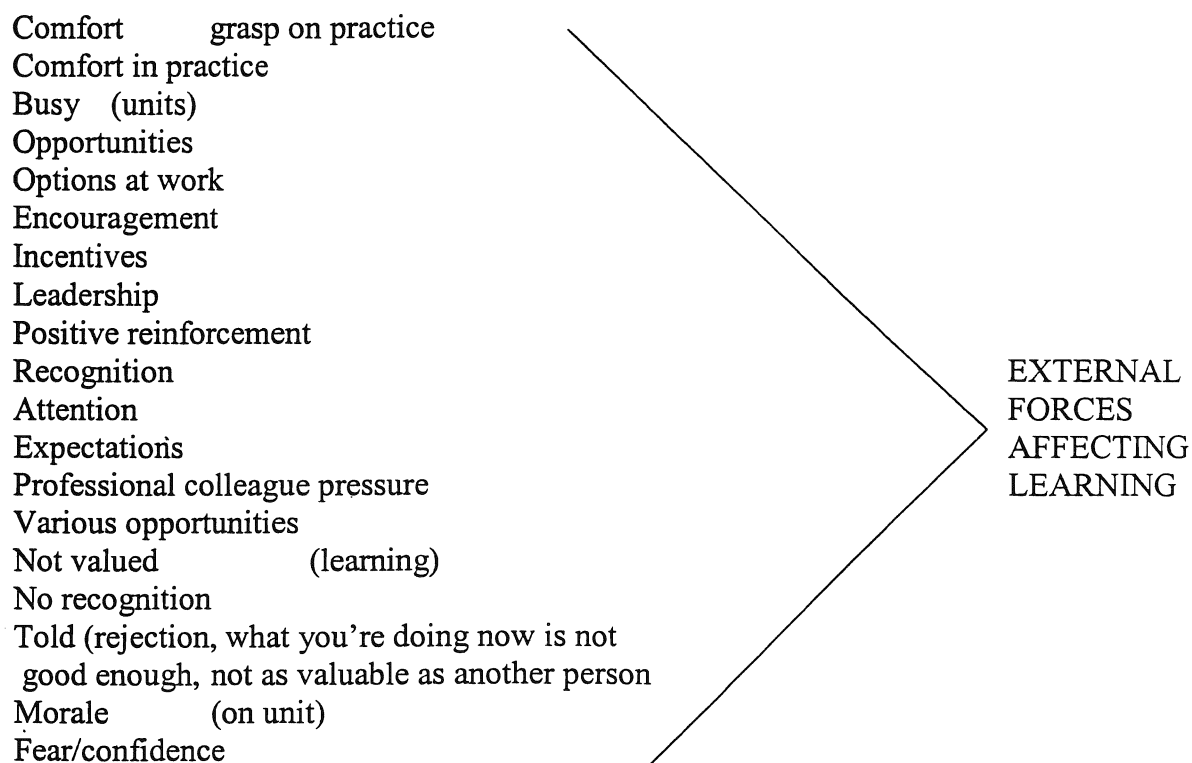 Comfort grasp on practice
Comfort in practice
Busy (units)
Opportunities
Options at work
Encouragement
Incentives
Leadership
Positive reinforcement
Recognition
Attention
Expectations
Professional colleague pressure
Various opportunities
Not valued (learning)
No recognition
Told (rejection, what you're doing now is not
good enough, not as valuable as another person
Morale (on unit)
Fear/confidence
EXTERNAL
FORCES
AFFECTING
LEARNING